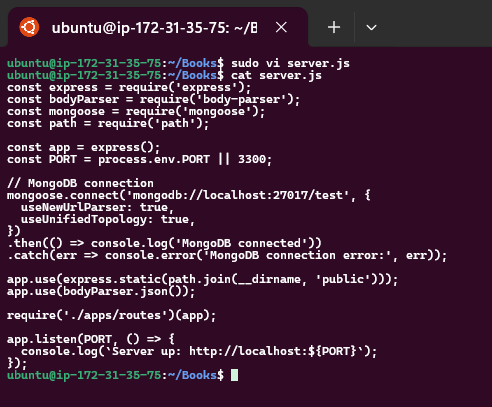 ubuntu@ip-172-31-35-75: ~/B
ubuntu@ip-172-31-35-75:~/Books$ sudo vi server.js
ubuntu@ip-172-31-35-75:~/Books$ cat server.js
const express = require('express');
const bodyParser = require('body-parser');
const mongoose = require('mongoose');
const path = require('path');

const app = express();
const PORT = process.env.PORT || 3300;

// MongoDB connection
mongoose.connect('mongodb://localhost:27017/test', {
  useNewUrlParser: true,
  useUnifiedTopology: true,
})
.then(() => console.log('MongoDB connected'))
.catch(err => console.error('MongoDB connection error:', err));

app.use(express.static(path.join(__dirname, 'public')));
app.use(bodyParser.json());

require('./apps/routes')(app);

app.listen(PORT, () => {
  console.log(`Server up: http://localhost:${PORT}`);
});
ubuntu@ip-172-31-35-75:~/Books$